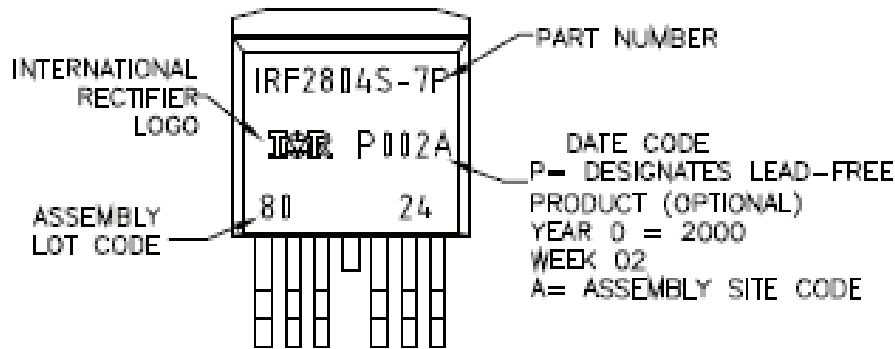 PART NUMBER
INTERNATIONAL
RECTIFIER
LOGO
IRF2804S-7P
IOR P002A
DATE CODE
P= DESIGNATES LEAD-FREE
PRODUCT (OPTIONAL)
YEAR 0 = 2000
WEEK 02
A= ASSEMBLY SITE CODE
ASSEMBLY
LOT CODE
80 24